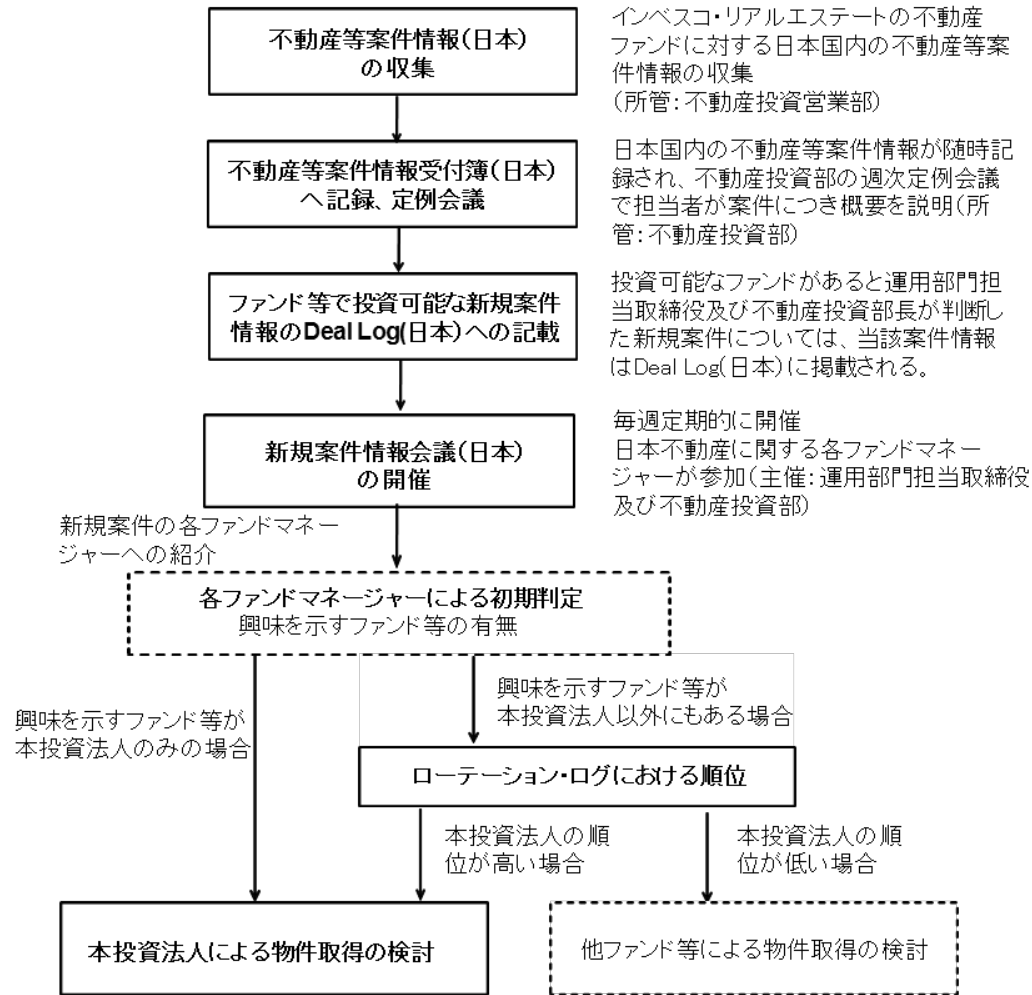 不動産等案件情報(日本)
の収集
インベスコ・リアルエステートの不動産
ファンドに対する日本国内の不動産等案
件情報の収集
(所管:不動産投資営業部)
不動産等案件情報受付簿(日本)
へ記録、定例会議
日本国内の不動産等案件情報が随時記
録され、不動産投資部の週次定例会議
で担当者が案件につき概要を説明(所
管:不動産投資部)
ファンド等で投資可能な新規案件
情報のDeal Log(日本)への記載
投資可能なファンドがあると運用部門担
当取締役及び不動産投資部長が判断し
た新規案件については、当該案件情報
はDeal Log(日本)に掲載される。
新規案件情報会議(日本)
の開催
毎週定期的に開催
日本不動産に関する各ファンドマネー
ジャーが参加(主催:運用部門担当取締役
及び不動産投資部)
新規案件の各ファンドマネー
ジャーへの紹介
各ファンドマネージャーによる初期判定
興味を示すファンド等の有無
興味を示すファンド等が
本投資法人のみの場合
興味を示すファンド等が
本投資法人以外にもある場合
ローテーション・ログにおける順位
本投資法人の順
位が高い場合
本投資法人の順
位が低い場合
本投資法人による物件取得の検討
他ファンド等による物件取得の検討